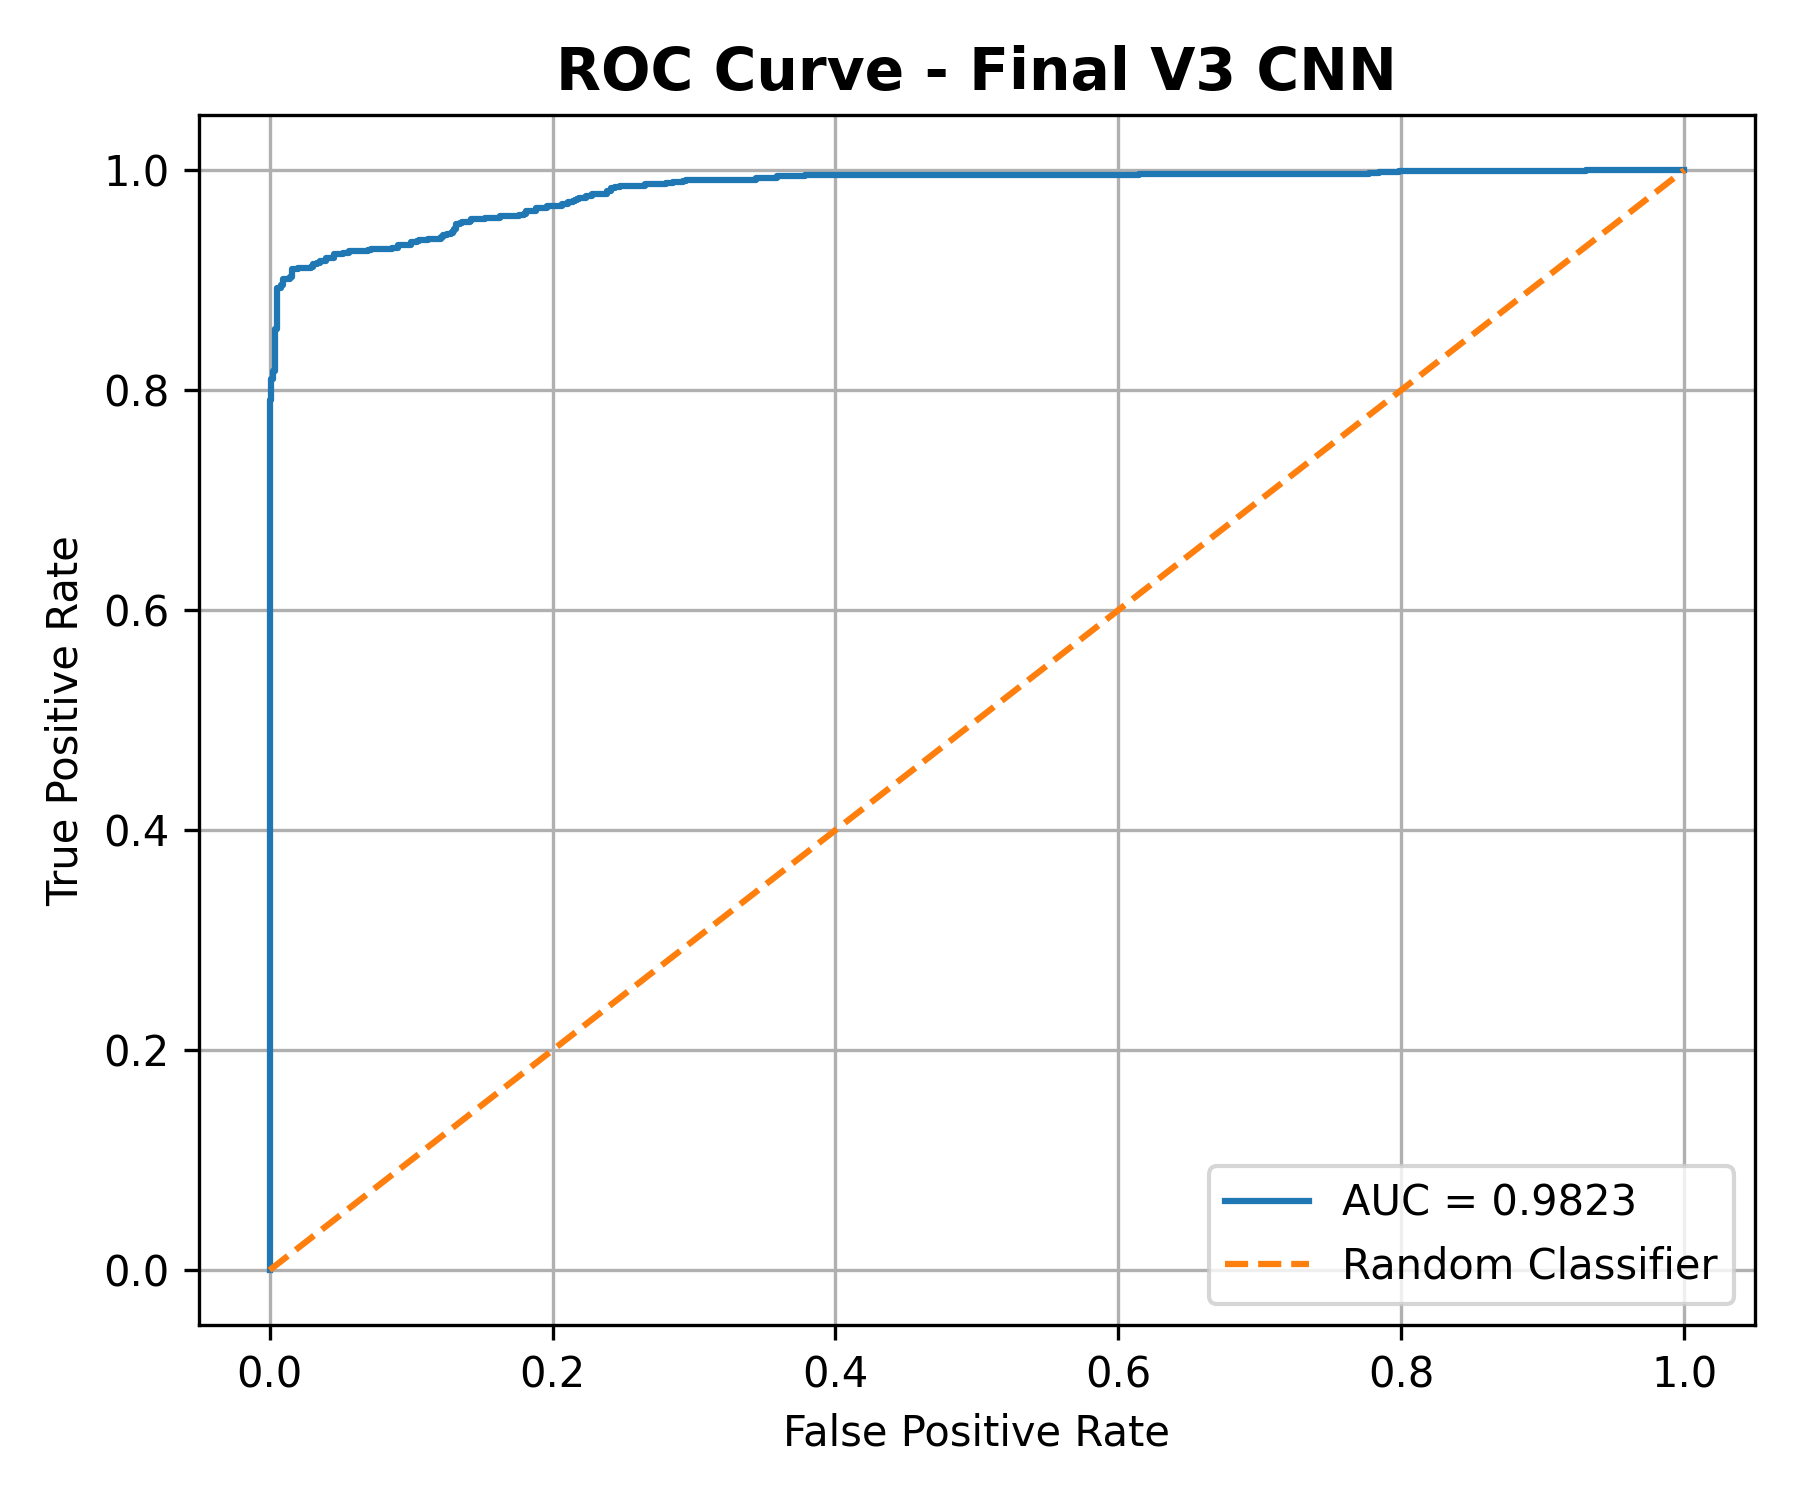 ROC Curve - Final V3 CNN
True Positive Rate
1.0
0.8
0.6
0.4
0.2
0.0
AUC = 0.9823
Random Classifier
0.0 0.2 0.4 0.6 0.8 1.0
False Positive Rate